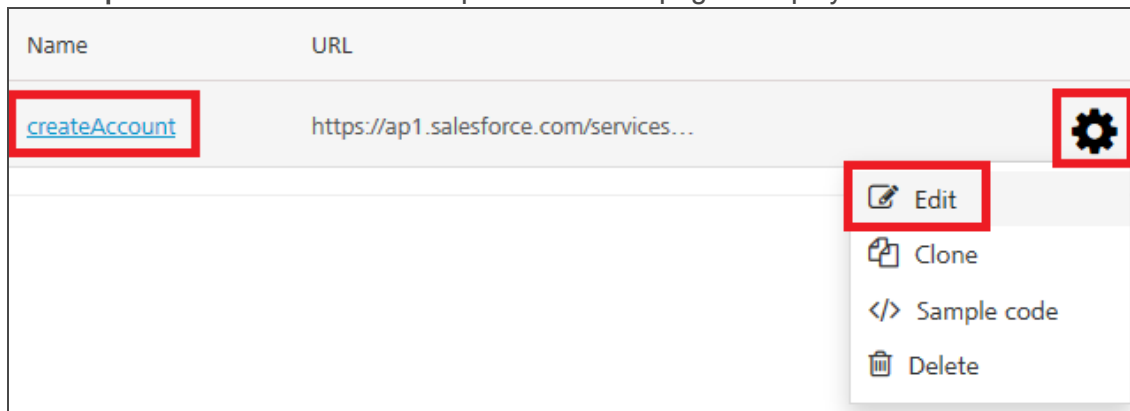 Name URL
createAccount https://ap1.salesforce.com/services...
Edit
Clone
</> Sample code
Delete